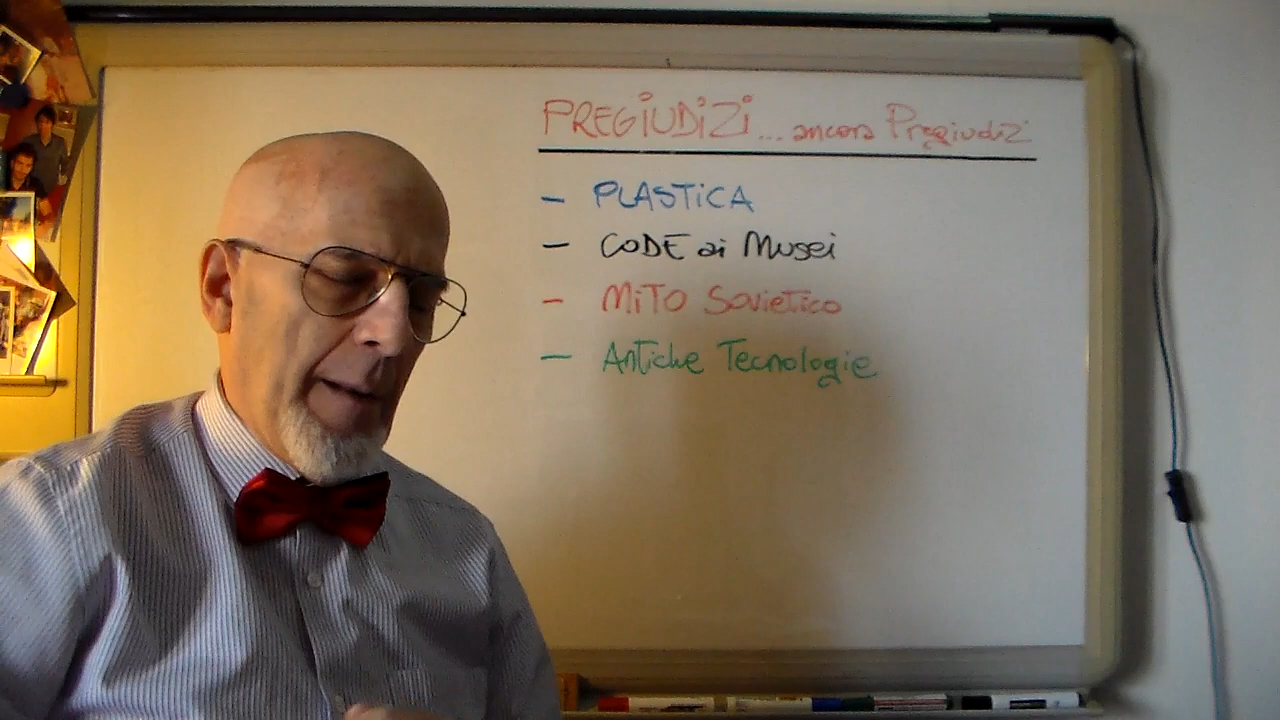 PREGIUDIZI... ancora Pregiudizi
- PLASTICA
- CODE ai Musei
- MITO Sovietico
- Antiche Tecnologie